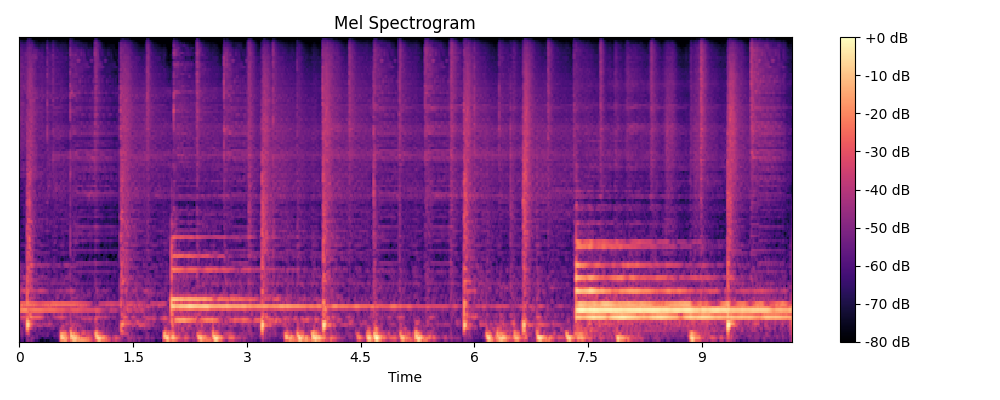 Mel Spectrogram
+0 dB
-10 dB
-20 dB
-30 dB
-40 dB
-50 dB
-60 dB
-70 dB
-80 dB
0 1.5 3 4.5 6 7.5 9
Time